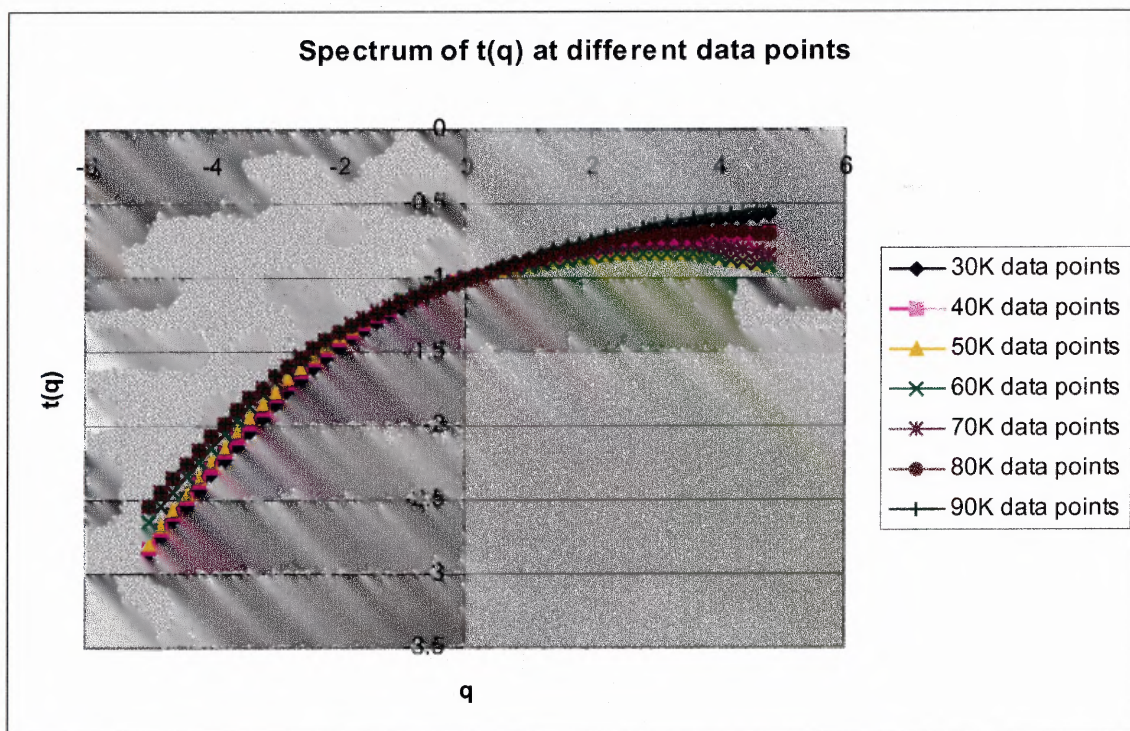 Spectrum of t(q) at different data points
0
-6 -4 -2 0 2 4 6
-0.5
-1
-1.5
-2
-2.5
-3
-3.5
t(q)
q
30K data points
40K data points
50K data points
60K data points
70K data points
80K data points
90K data points